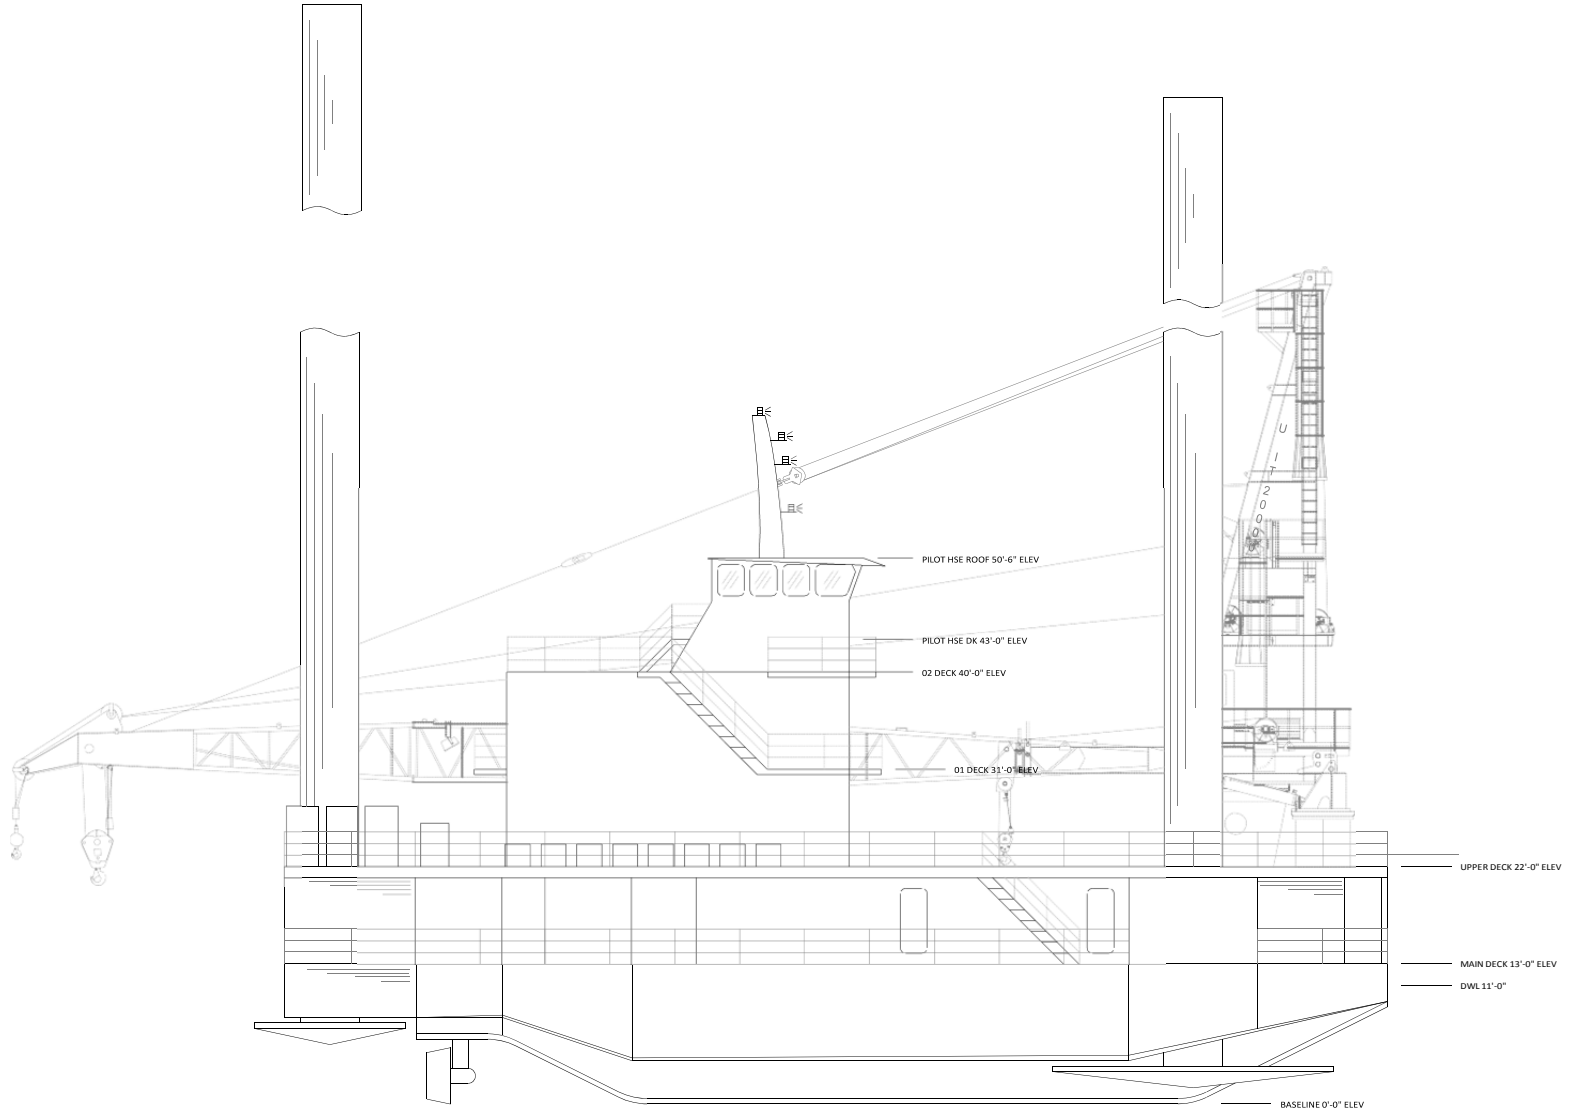 U IT 2000
PILOT HSE ROOF 50'-6" ELEV
PILOT HSE DK 43'-0" ELEV
02 DECK 40'-0" ELEV
01 DECK 31'-0" ELEV
UPPER DECK 22'-0" ELEV
MAIN DECK 13'-0" ELEV
DWL 11'-0"
BASELINE 0'-0" ELEV